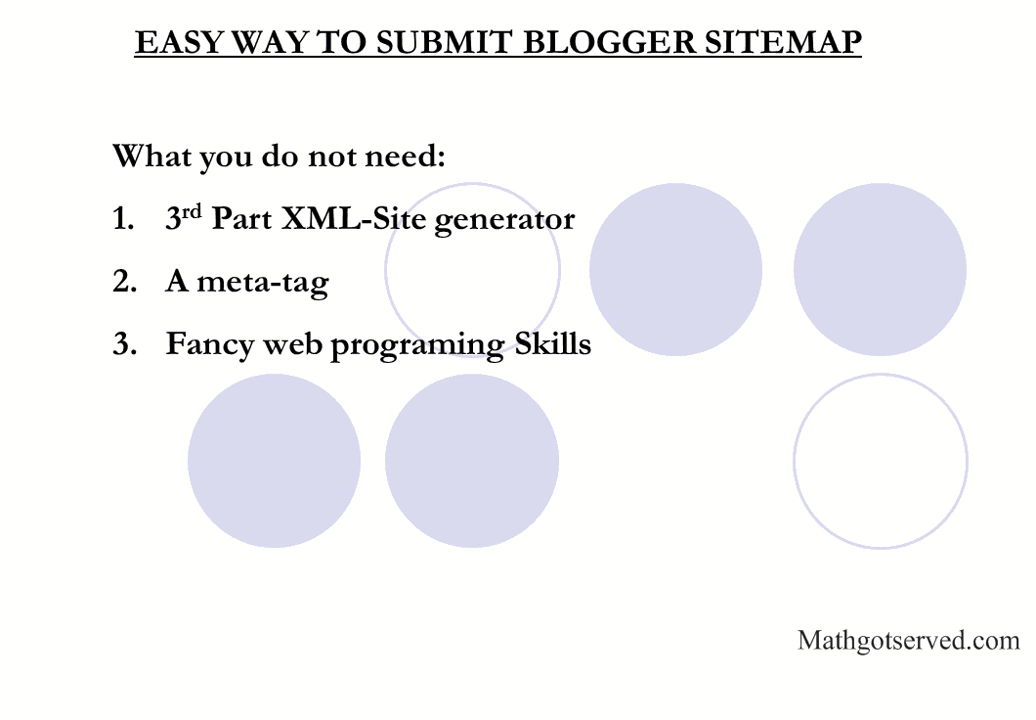 EASY WAY TO SUBMIT BLOGGER SITEMAP
What you do not need:
1. 3rd Part XML-Site generator
2. A meta-tag
3. Fancy web programing Skills
Mathgotserved.com